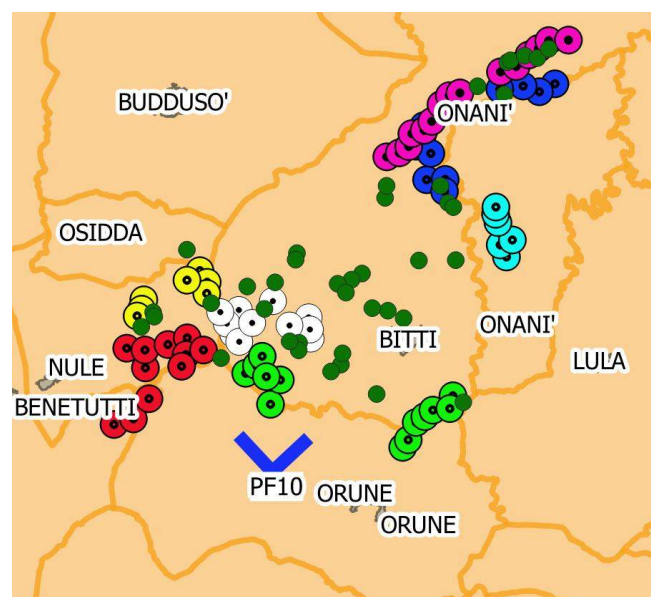 BUDDUSO'
ONANI'
OSIDDA
ONANI'
BITTI
LULA
NULE
BENETUTTI
PF10
ORUNE
ORUNE